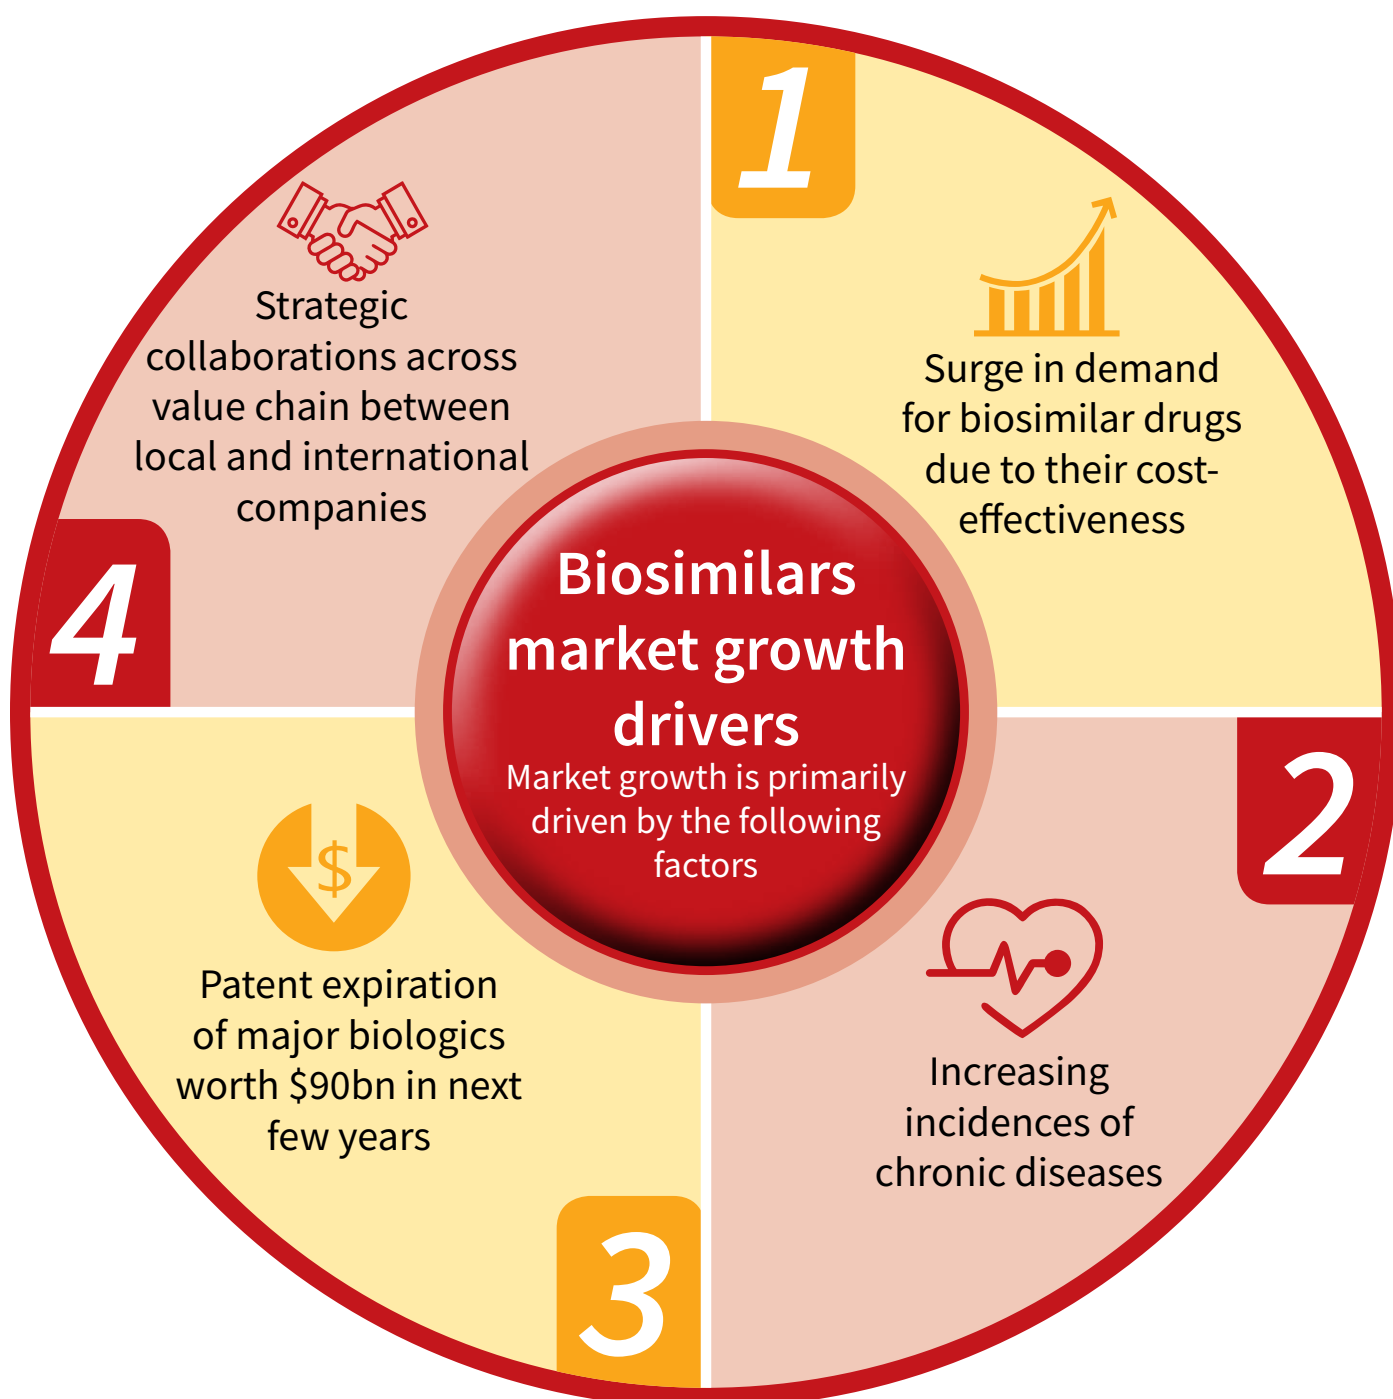 Biosimilars
market growth
drivers
Market growth is primarily
driven by the following
factors
1
Surge in demand
for biosimilar drugs
due to their cost-
effectiveness
2
Increasing
incidences of
chronic diseases
3
$
Patent expiration
of major biologics
worth $90bn in next
few years
4
Strategic
collaborations across
value chain between
local and international
companies